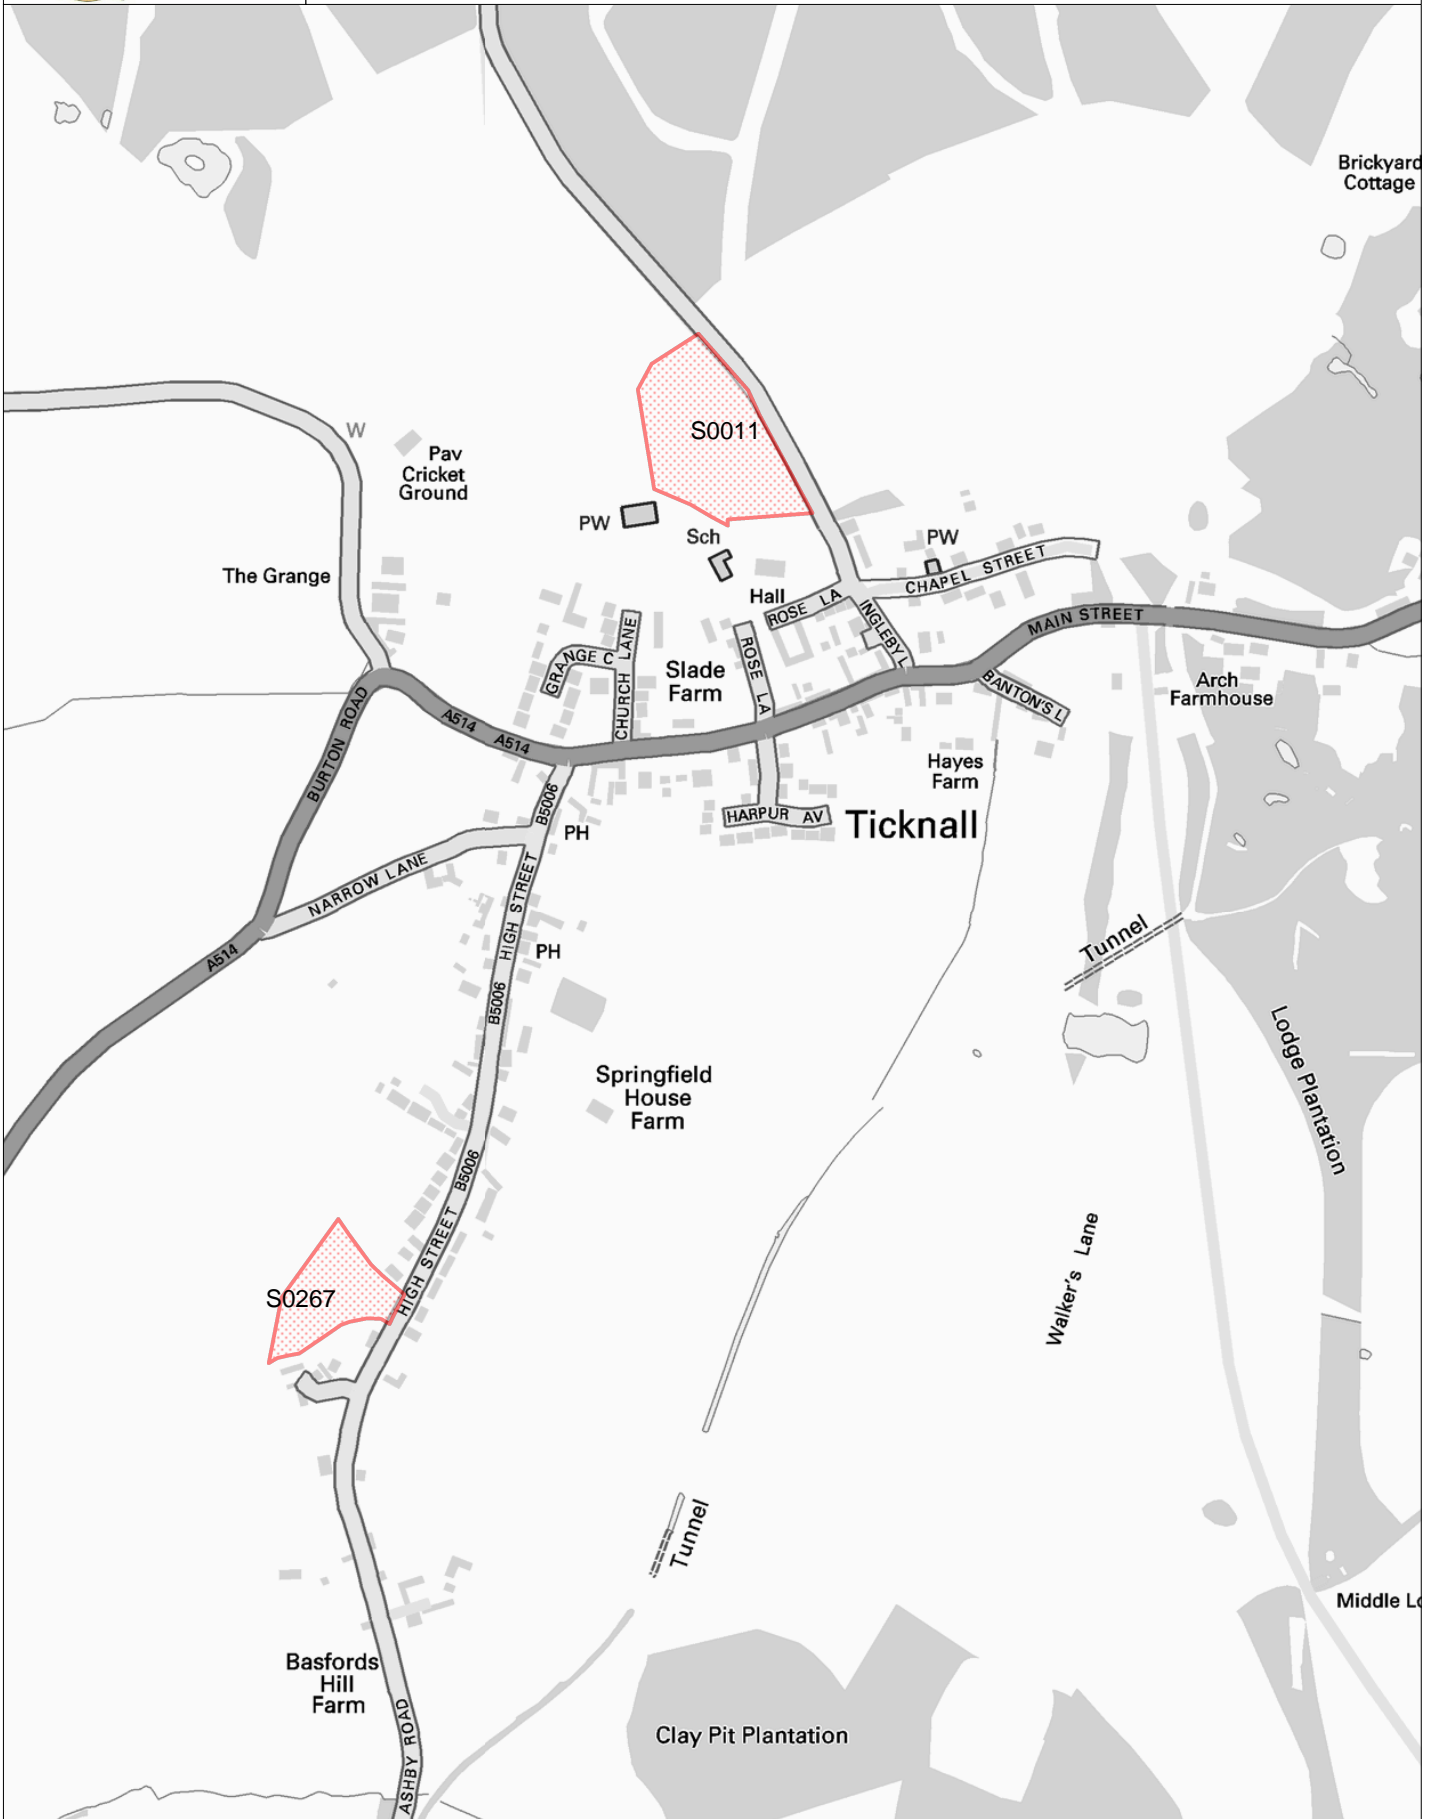 Brickyard
Cottage
S0011
W
Pav
Cricket
Ground
PW
Sch
PW
The Grange
CHAPEL STREET
Hall
ROSE LA
INGLEBY L
MAIN STREET
GRANGE C
CHURCH LANE
ROSE LA
Slade
Farm
BANTON'S L
Arch
Farmhouse
BURTON ROAD
A514
A514
Hayes
Farm
B5006
HARPUR AV
Ticknall
PH
NARROW LANE
HIGH STREET
PH
A514
Tunnel
B5006
Lodge Plantation
Springfield
House
Farm
B5006
HIGH STREET
Walker's Lane
S0267
HIGH STREET
Tunnel
Middle Lo
Basfords
Hill
Farm
Clay Pit Plantation
ASHBY ROAD